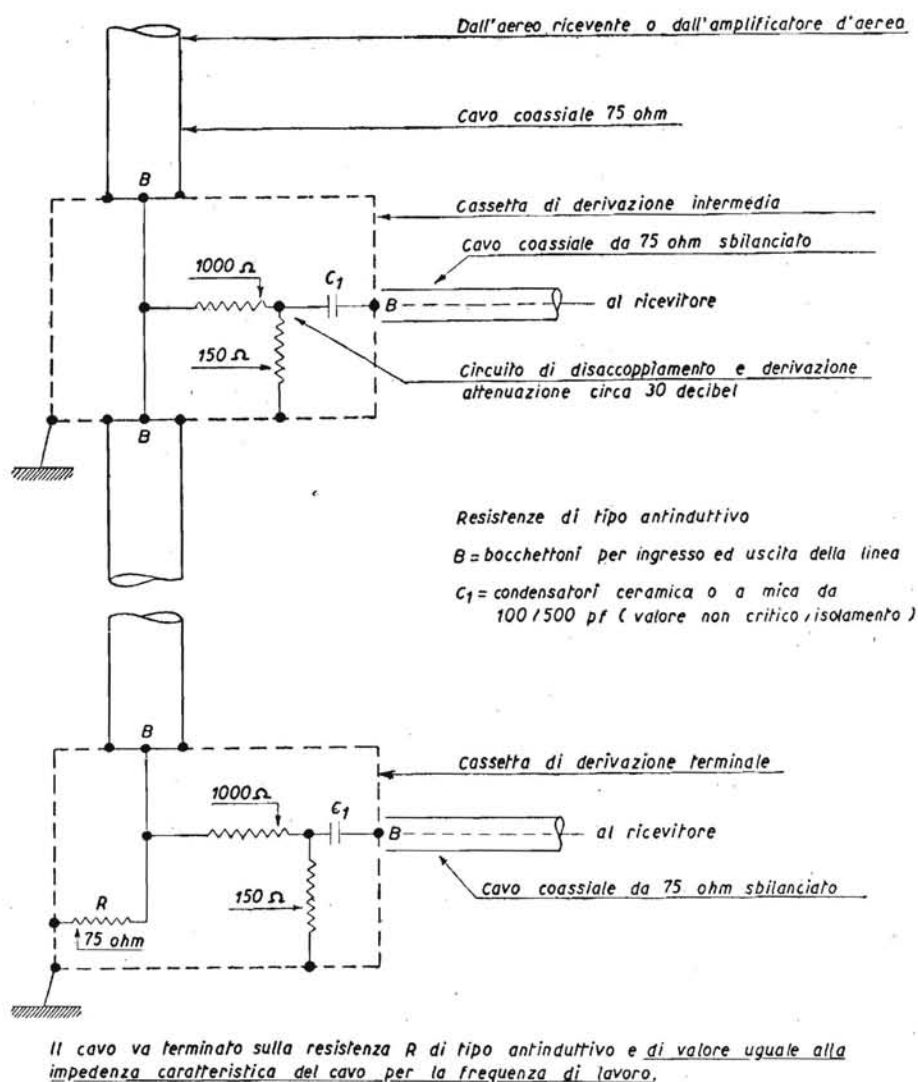 Dall'aereo ricevente o dall'amplificatore d'aereo
Cavo coassiale 75 ohm
B
Cassetta di derivazione intermedia
Cavo coassiale da 75 ohm sbilanciato
1000 Ω
C1
B
al ricevitore
150 Ω
Circuito di disaccoppiamento e derivazione
attenuazione circa 30 decibel
B
Resistenze di tipo antinduttivo
B = bocchettoni per ingresso ed uscita della linea
C1 = condensatori ceramica o a mica da
100/500 pf ( valore non critico, isolamento )
B
Cassetta di derivazione terminale
1000 Ω
C1
B
al ricevitore
150 Ω
Cavo coassiale da 75 ohm sbilanciato
R
75 ohm
Il cavo va terminato sulla resistenza R di tipo antinduttivo e di valore uguale alla
impedenza caratteristica del cavo per la frequenza di lavoro.